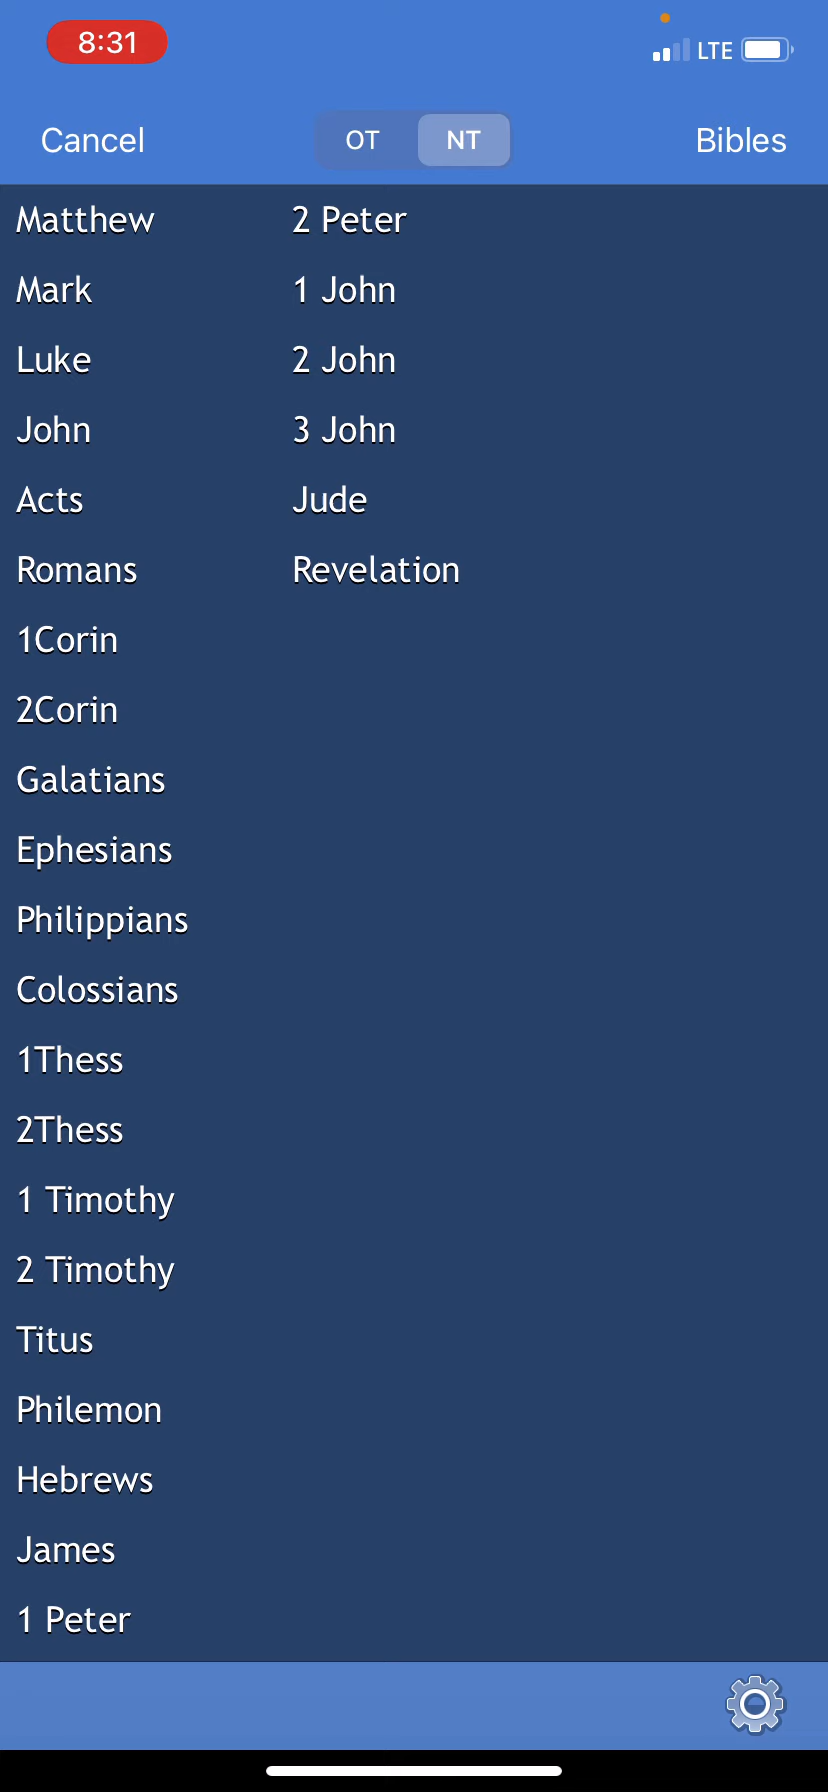 8:31
LTE
Cancel
OT
NT
Bibles
Matthew
Mark
Luke
John
Acts
Romans
1Corin
2Corin
Galatians
Ephesians
Philippians
Colossians
1Thess
2Thess
1 Timothy
2 Timothy
Titus
Philemon
Hebrews
James
1 Peter
2 Peter
1 John
2 John
3 John
Jude
Revelation